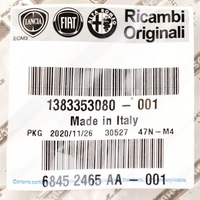 LANCIA FIAT ALFA ROMEO Ricambi
Originali
1383353080 - 001
Made in Italy
PKG 2020/11/26 30527 47N-M4
6845 2465 AA - 001